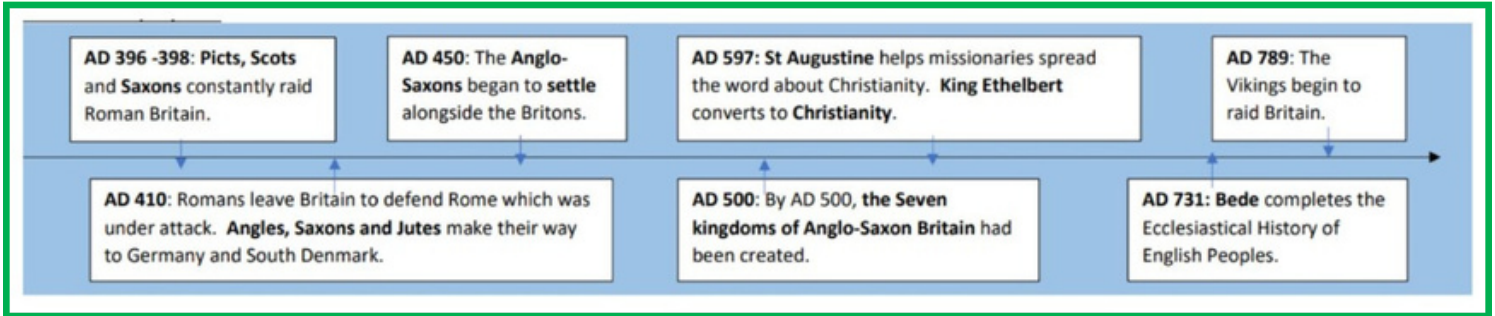 AD 396 -398: Picts, Scots
and Saxons constantly raid
Roman Britain.
AD 450: The Anglo-
Saxons began to settle
alongside the Britons.
AD 597: St Augustine helps missionaries spread
the word about Christianity. King Ethelbert
converts to Christianity.
AD 789: The
Vikings begin to
raid Britain.
AD 410: Romans leave Britain to defend Rome which was
under attack. Angles, Saxons and Jutes make their way
to Germany and South Denmark.
AD 500: By AD 500, the Seven
kingdoms of Anglo-Saxon Britain had
been created.
AD 731: Bede completes the
Ecclesiastical History of
English Peoples.